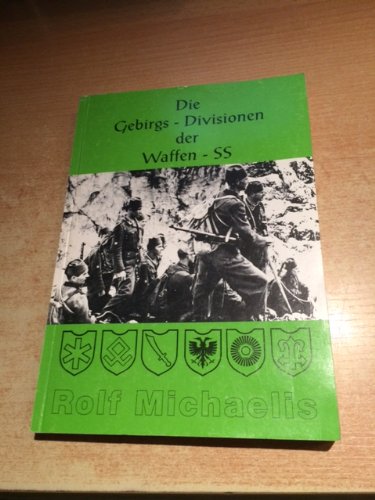 Die
Gebirgs - Divisionen
der
Waffen - SS
Rolf Michaelis